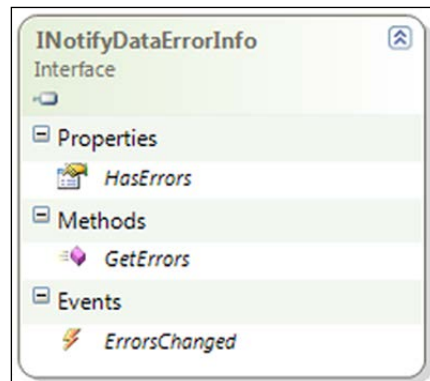 INotifyDataErrorInfo
Interface
Properties
HasErrors
Methods
GetErrors
Events
ErrorsChanged